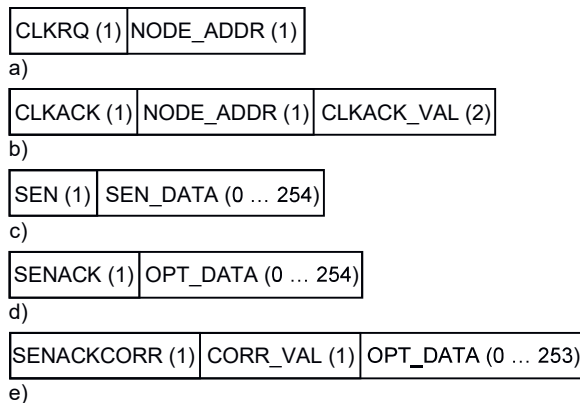 CLKRQ (1) NODE_ADDR (1)
a)
CLKACK (1) NODE_ADDR (1) CLKACK_VAL (2)
b)
SEN (1) SEN_DATA (0 … 254)
c)
SENACK (1) OPT_DATA (0 … 254)
d)
SENACKCORR (1) CORR_VAL (1) OPT_DATA (0 … 253)
e)